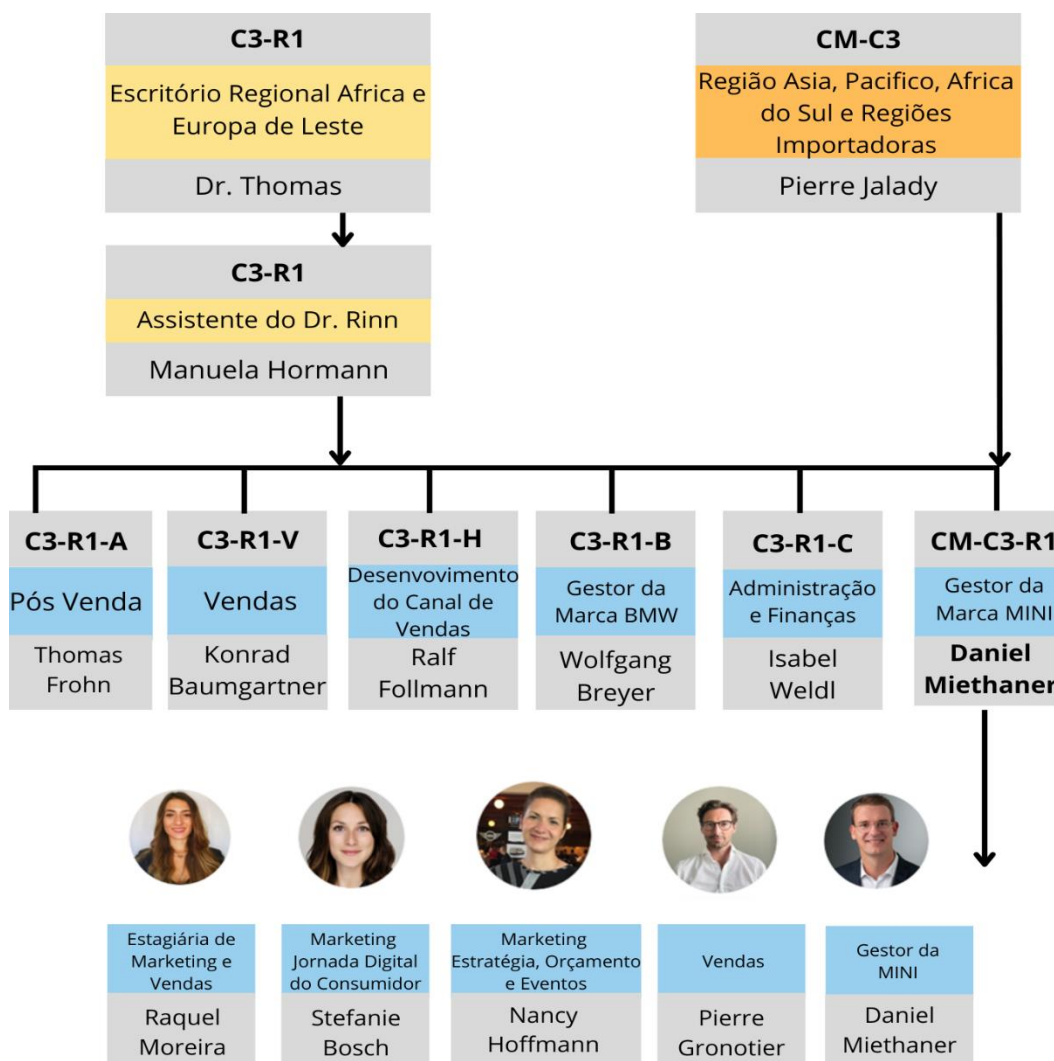 C3-R1
Escritório Regional Africa e
Europa de Leste
Dr. Thomas
CM-C3
Região Asia, Pacifico, Africa
do Sul e Regiões
Importadoras
Pierre Jalady
C3-R1
Assistente do Dr. Rinn
Manuela Hormann
C3-R1-A
Pós Venda
Thomas
Frohn
C3-R1-V
Vendas
Konrad
Baumgartner
C3-R1-H
Desenvovimento
do Canal de
Vendas
Ralf
Follmann
C3-R1-B
Gestor da
Marca BMW
Wolfgang
Breyer
C3-R1-C
Administração
e Finanças
Isabel
Weldl
CM-C3-R1
Gestor da
Marca MINI
Daniel
Miethaner
Estagiária de
Marketing e
Vendas
Raquel
Moreira
Marketing
Jornada Digital
do Consumidor
Stefanie
Bosch
Marketing
Estratégia, Orçamento
e Eventos
Nancy
Hoffmann
Vendas
Pierre
Gronotier
Gestor da
MINI
Daniel
Miethaner